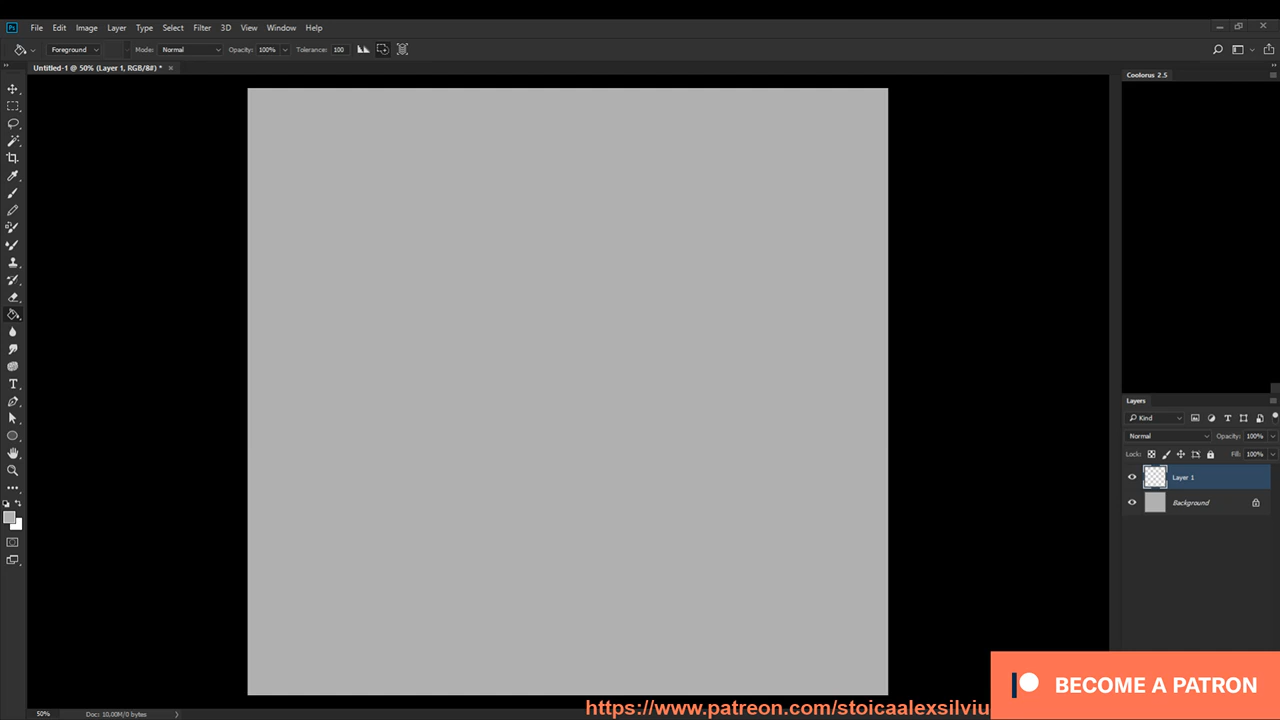 Ps File Edit Image Layer Type Select Filter 3D View Window Help
Foreground Mode: Normal Opacity: 100% Tolerance: 100
Untitled-1 @ 50% (Layer 1, RGB/8#) * ×
Coolorus 2.5
Layers
Kind
Normal Opacity: 100%
Lock: Fill: 100%
Layer 1
Background
BECOME A PATRON
https://www.patreon.com/stoicaalexsilviu
50% Doc: 10,00M/0 bytes